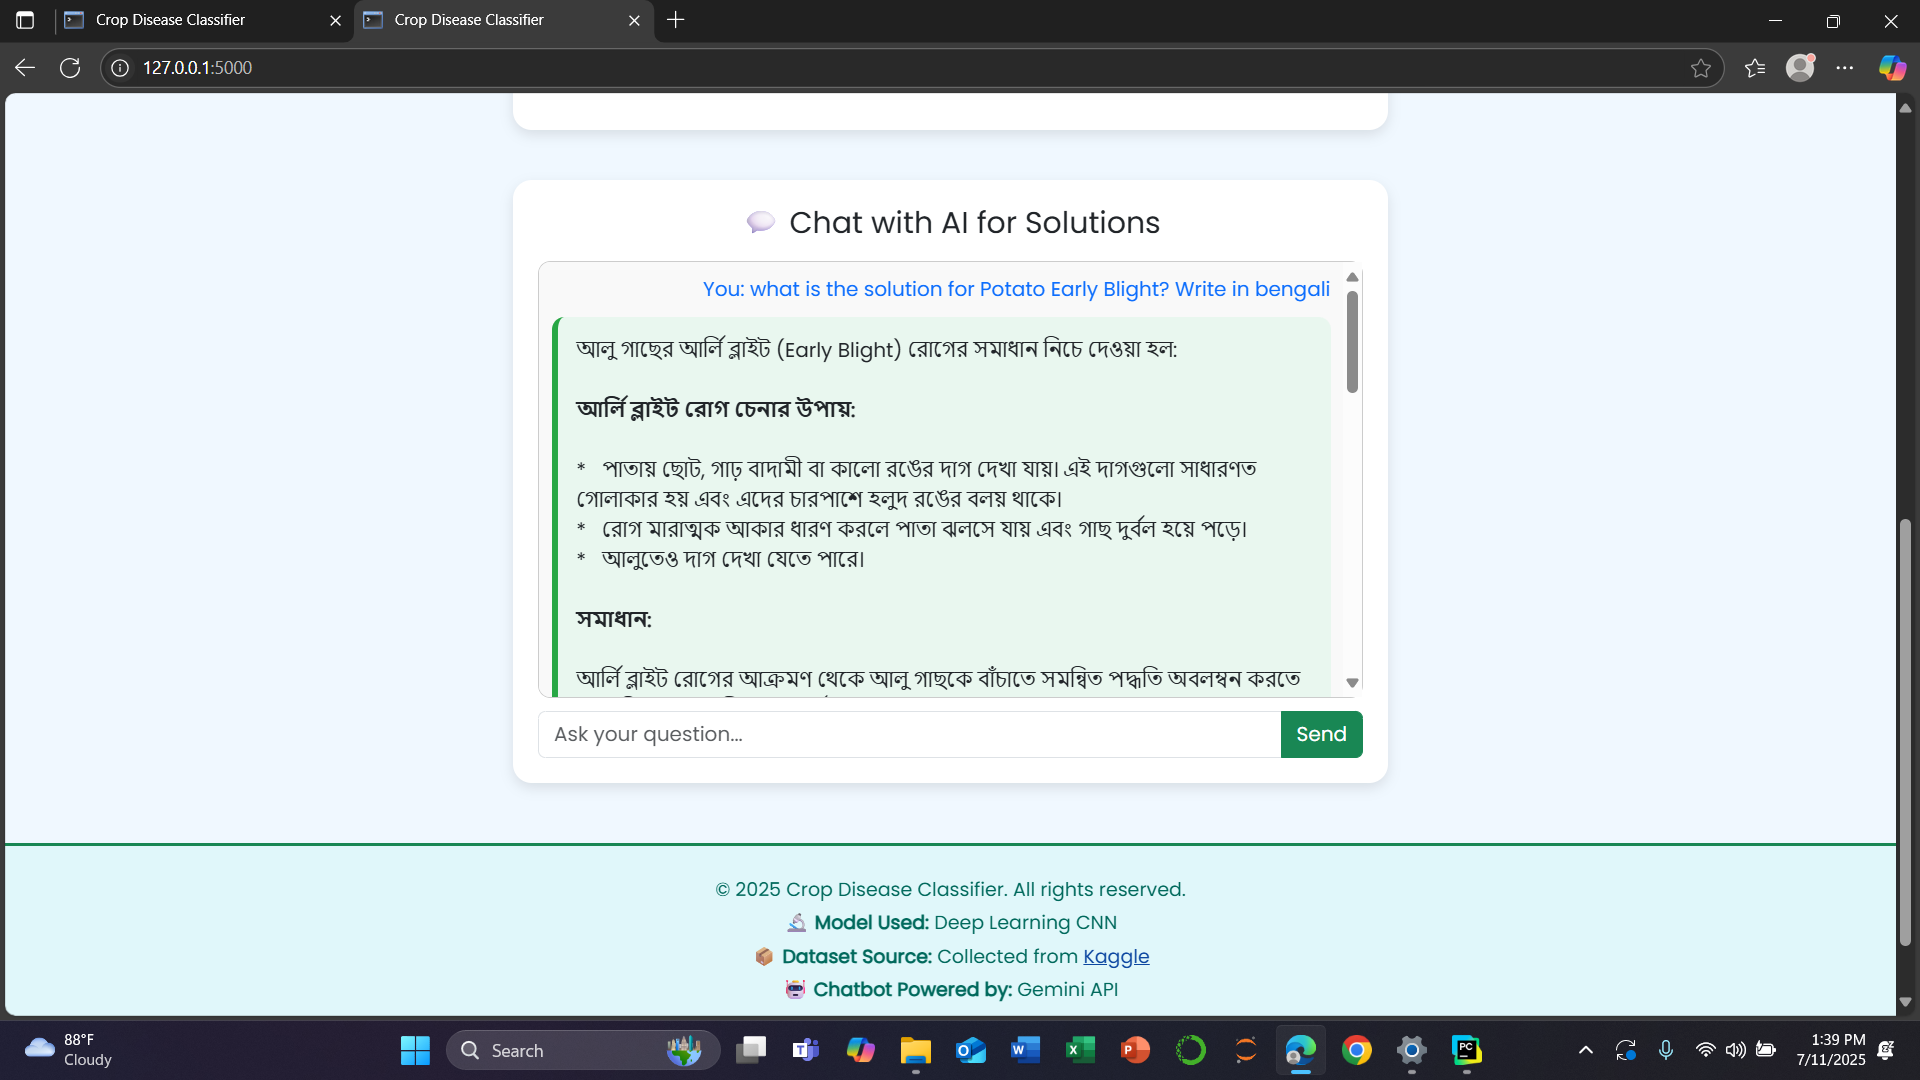 Crop Disease Classifier
Crop Disease Classifier
127.0.0.1:5000
Chat with AI for Solutions
You: what is the solution for Potato Early Blight? Write in bengali
আলু গাছের আর্লি ব্লাইট (Early Blight) রোগের সমাধান নিচে দেওয়া হল:
আর্লি ব্লাইট রোগ চেনার উপায়:
* পাতায় ছোট, গাঢ় বাদামী বা কালো রঙের দাগ দেখা যায়। এই দাগগুলো সাধারণত
গোলাকার হয় এবং এদের চারপাশে হলুদ রঙের বলয় থাকে।
* রোগ মারাত্মক আকার ধারণ করলে পাতা ঝলসে যায় এবং গাছ দুর্বল হয়ে পড়ে।
* আলুতেও দাগ দেখা যেতে পারে।
সমাধান:
আর্লি ব্লাইট রোগের আক্রমণ থেকে আলু গাছকে বাঁচাতে সমন্বিত পদ্ধতি অবলম্বন করতে
Ask your question...
Send
© 2025 Crop Disease Classifier. All rights reserved.
Model Used: Deep Learning CNN
Dataset Source: Collected from Kaggle
Chatbot Powered by: Gemini API
88°F
Cloudy
Search
1:39 PM
7/11/2025